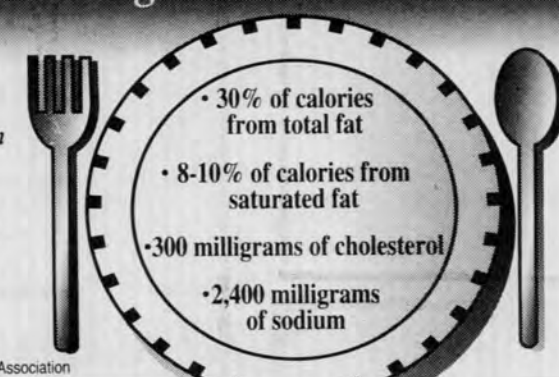 • 30% of calories
from total fat
• 8-10% of calories from
saturated fat
•300 milligrams of cholesterol
•2,400 milligrams
of sodium
Association